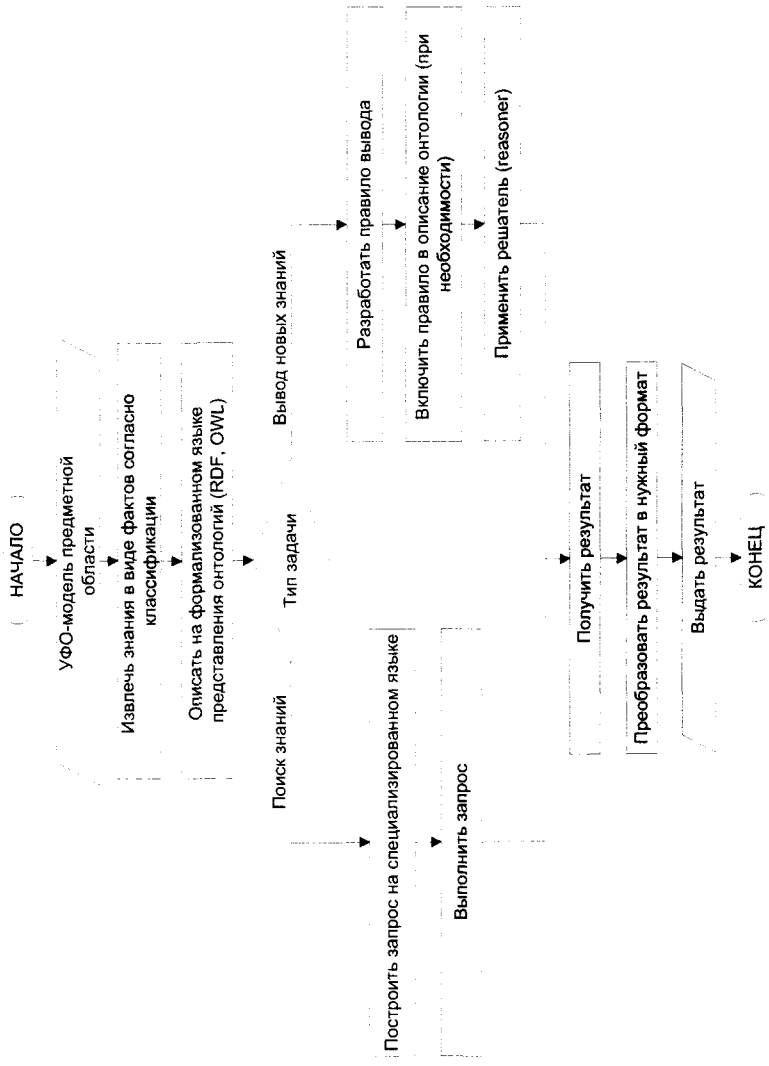 НАЧАЛО
УФО-модель предметной
области
Извлечь знания в виде фактов согласно
классификации
Описать на формализованном языке
представления онтологий (RDF, OWL)
Поиск знаний
Тип задачи
Вывод новых знаний
Построить запрос на специализированном языке
Выполнить запрос
Разработать правило вывода
Включить правило в описание онтологии (при
необходимости)
Применить решатель (reasoner)
Получить результат
Преобразовать результат в нужный формат
Выдать результат
КОНЕЦ